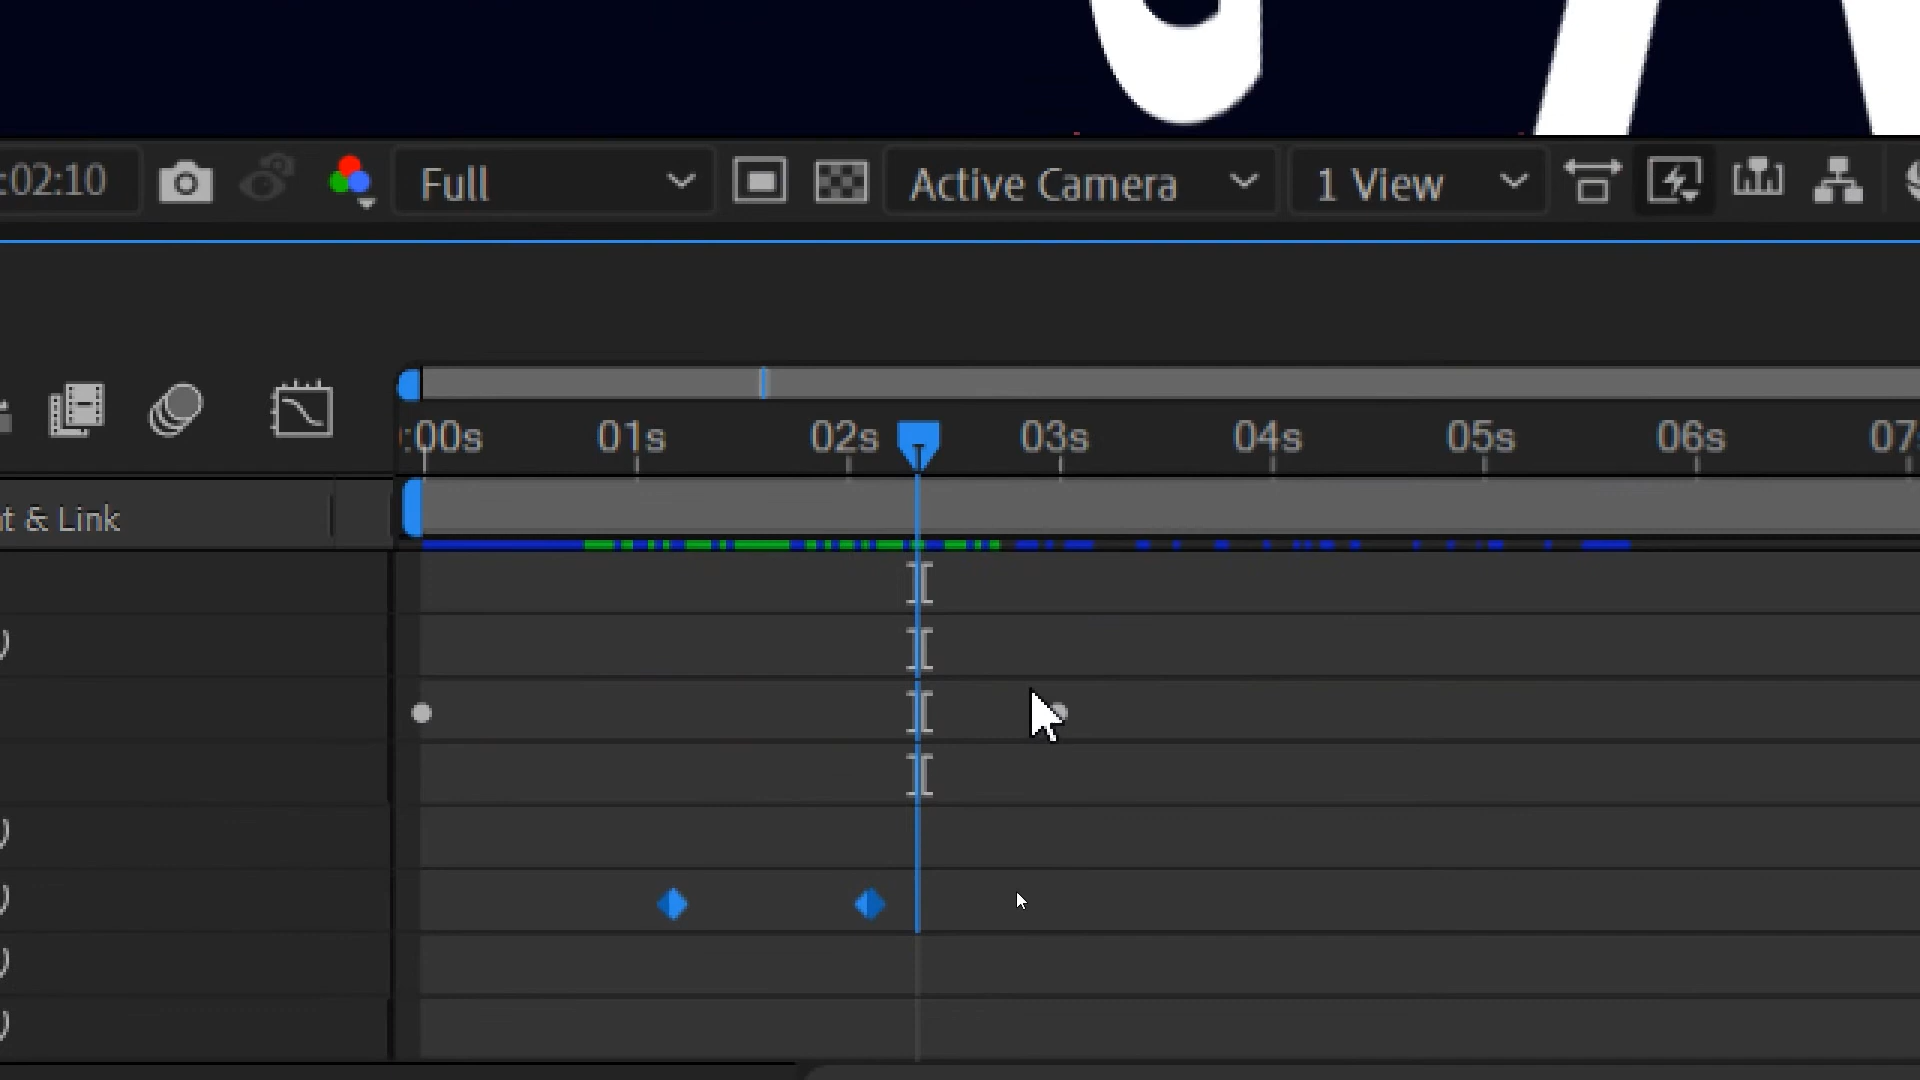 :02:10 Full Active Camera 1 View
:00s 01s 02s 03s 04s 05s 06s 07
t & Link